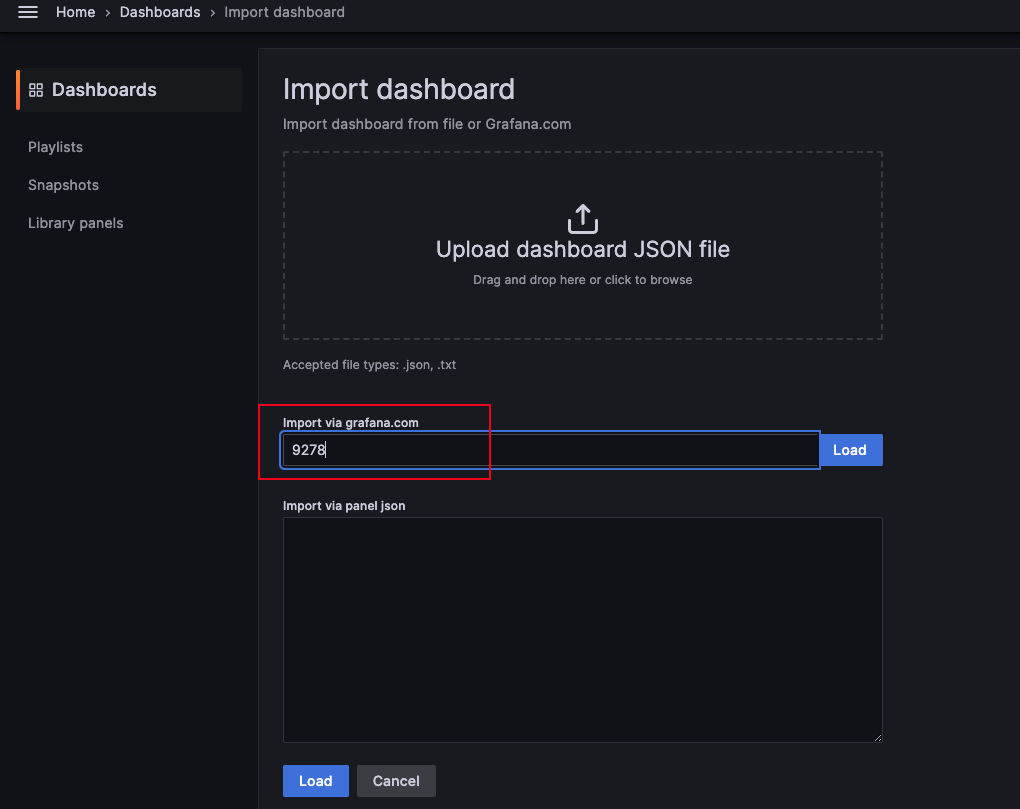 Home › Dashboards › Import dashboard
Dashboards
Playlists
Snapshots
Library panels
Import dashboard
Import dashboard from file or Grafana.com
Upload dashboard JSON file
Drag and drop here or click to browse
Accepted file types: .json, .txt
Import via grafana.com
9278
Load
Import via panel json
Load
Cancel